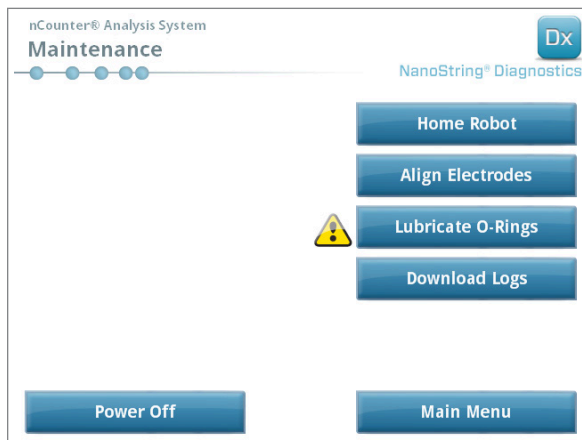 nCounter® Analysis System
Maintenance
Dx
NanoString® Diagnostics
Home Robot
Align Electrodes
Lubricate O-Rings
Download Logs
Power Off
Main Menu